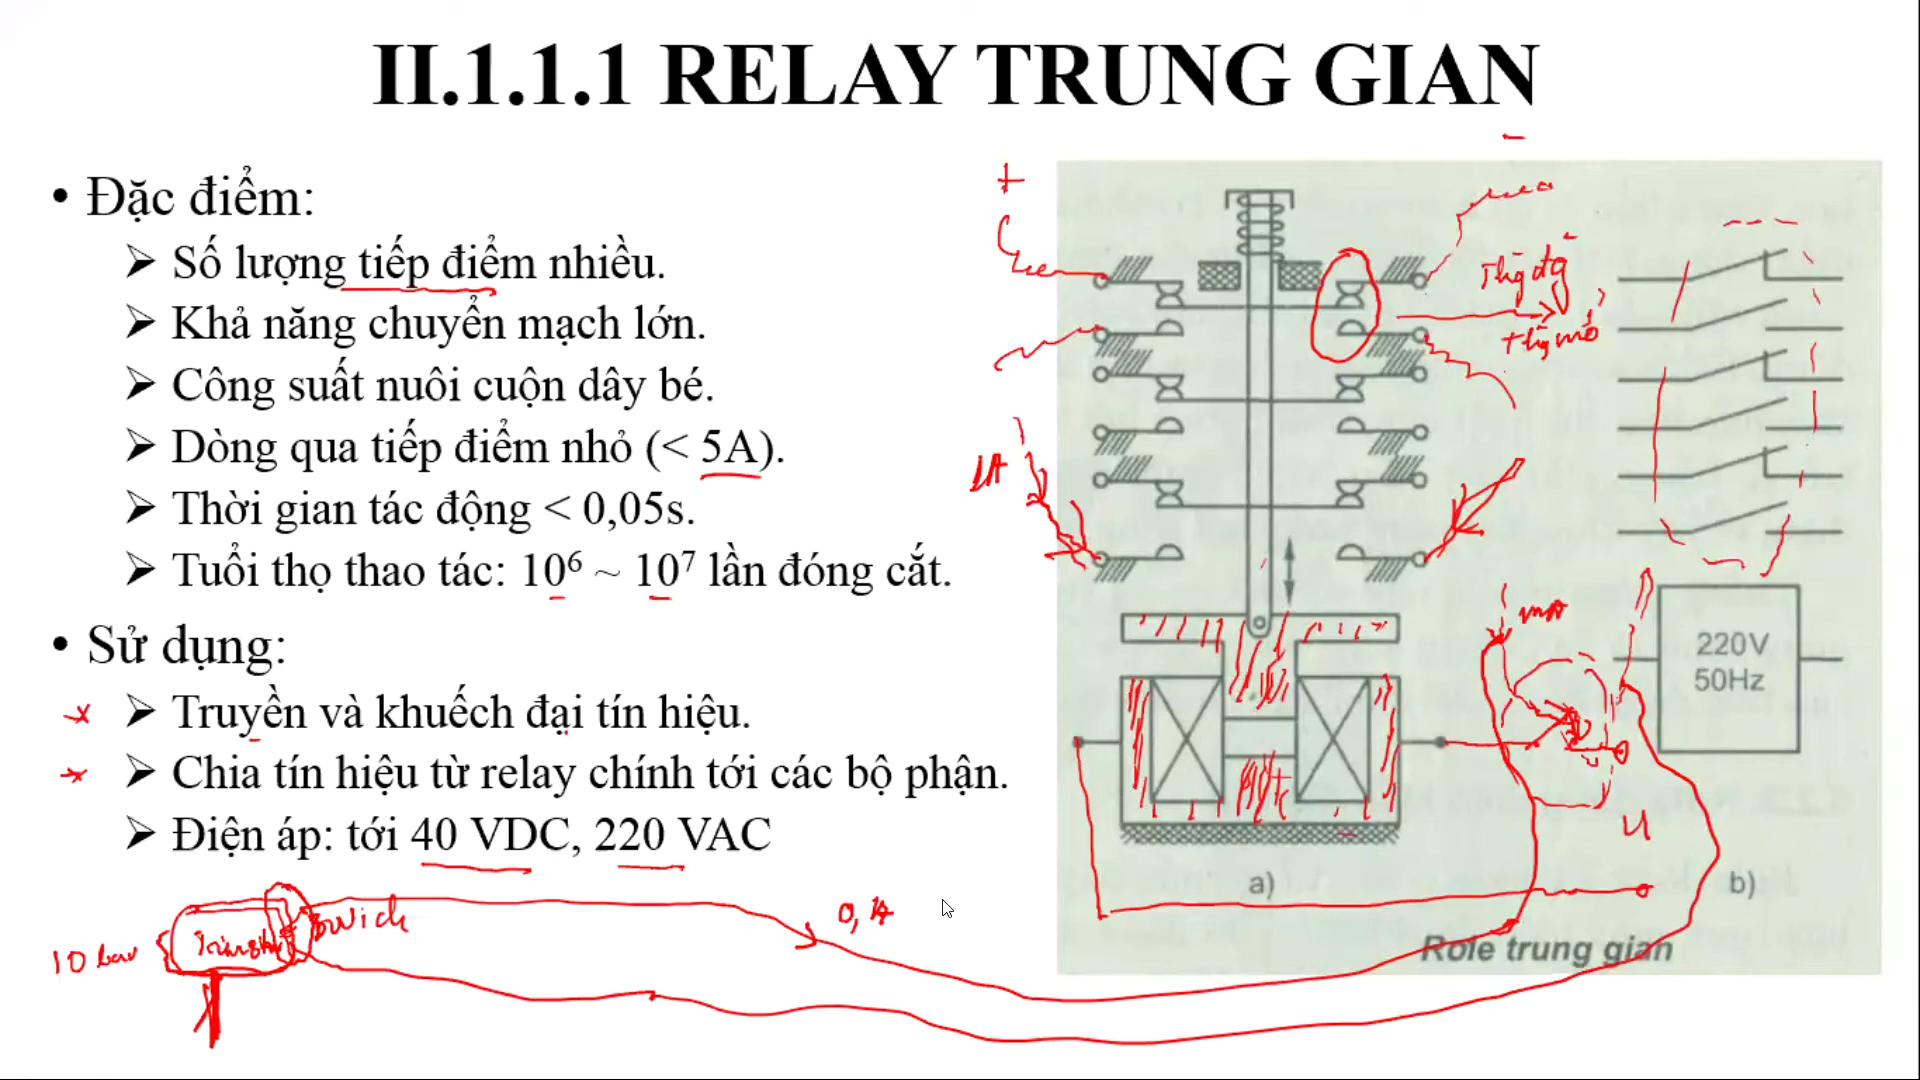 II.1.1.1 RELAY TRUNG GIAN
• Đặc điểm:
➢ Số lượng tiếp điểm nhiều.
➢ Khả năng chuyển mạch lớn.
➢ Công suất nuôi cuộn dây bé.
➢ Dòng qua tiếp điểm nhỏ (< 5A).
➢ Thời gian tác động < 0,05s.
➢ Tuổi thọ thao tác: 10⁶ ~ 10⁷ lần đóng cắt.
• Sử dụng:
➢ Truyền và khuếch đại tín hiệu.
➢ Chia tín hiệu từ relay chính tới các bộ phận.
➢ Điện áp: tới 40 VDC, 220 VAC
10 bar
Swich
+
-
1A
mA
U
220V
50Hz
a)
b)
Rơle trung gian